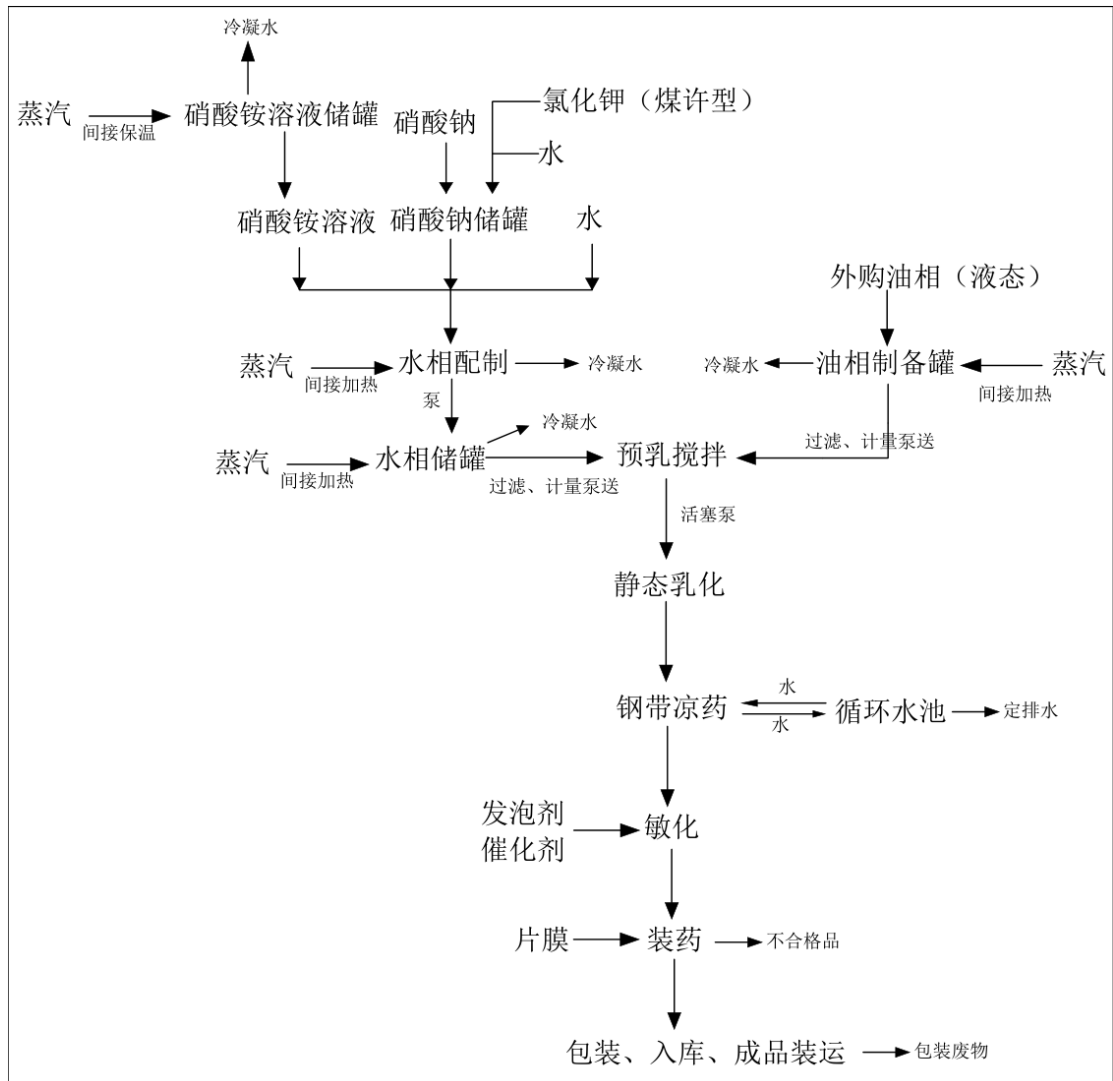 冷凝水
蒸汽
间接保温
硝酸铵溶液储罐
硝酸钠
氯化钾（煤许型）
水
硝酸铵溶液
硝酸钠储罐
水
外购油相（液态）
蒸汽
间接加热
水相配制
冷凝水
冷凝水
油相制备罐
蒸汽
间接加热
泵
冷凝水
蒸汽
间接加热
水相储罐
过滤、计量泵送
预乳搅拌
过滤、计量泵送
活塞泵
静态乳化
钢带凉药
水
水
循环水池
定排水
发泡剂
催化剂
敏化
片膜
装药
不合格品
包装、入库、成品装运
包装废物